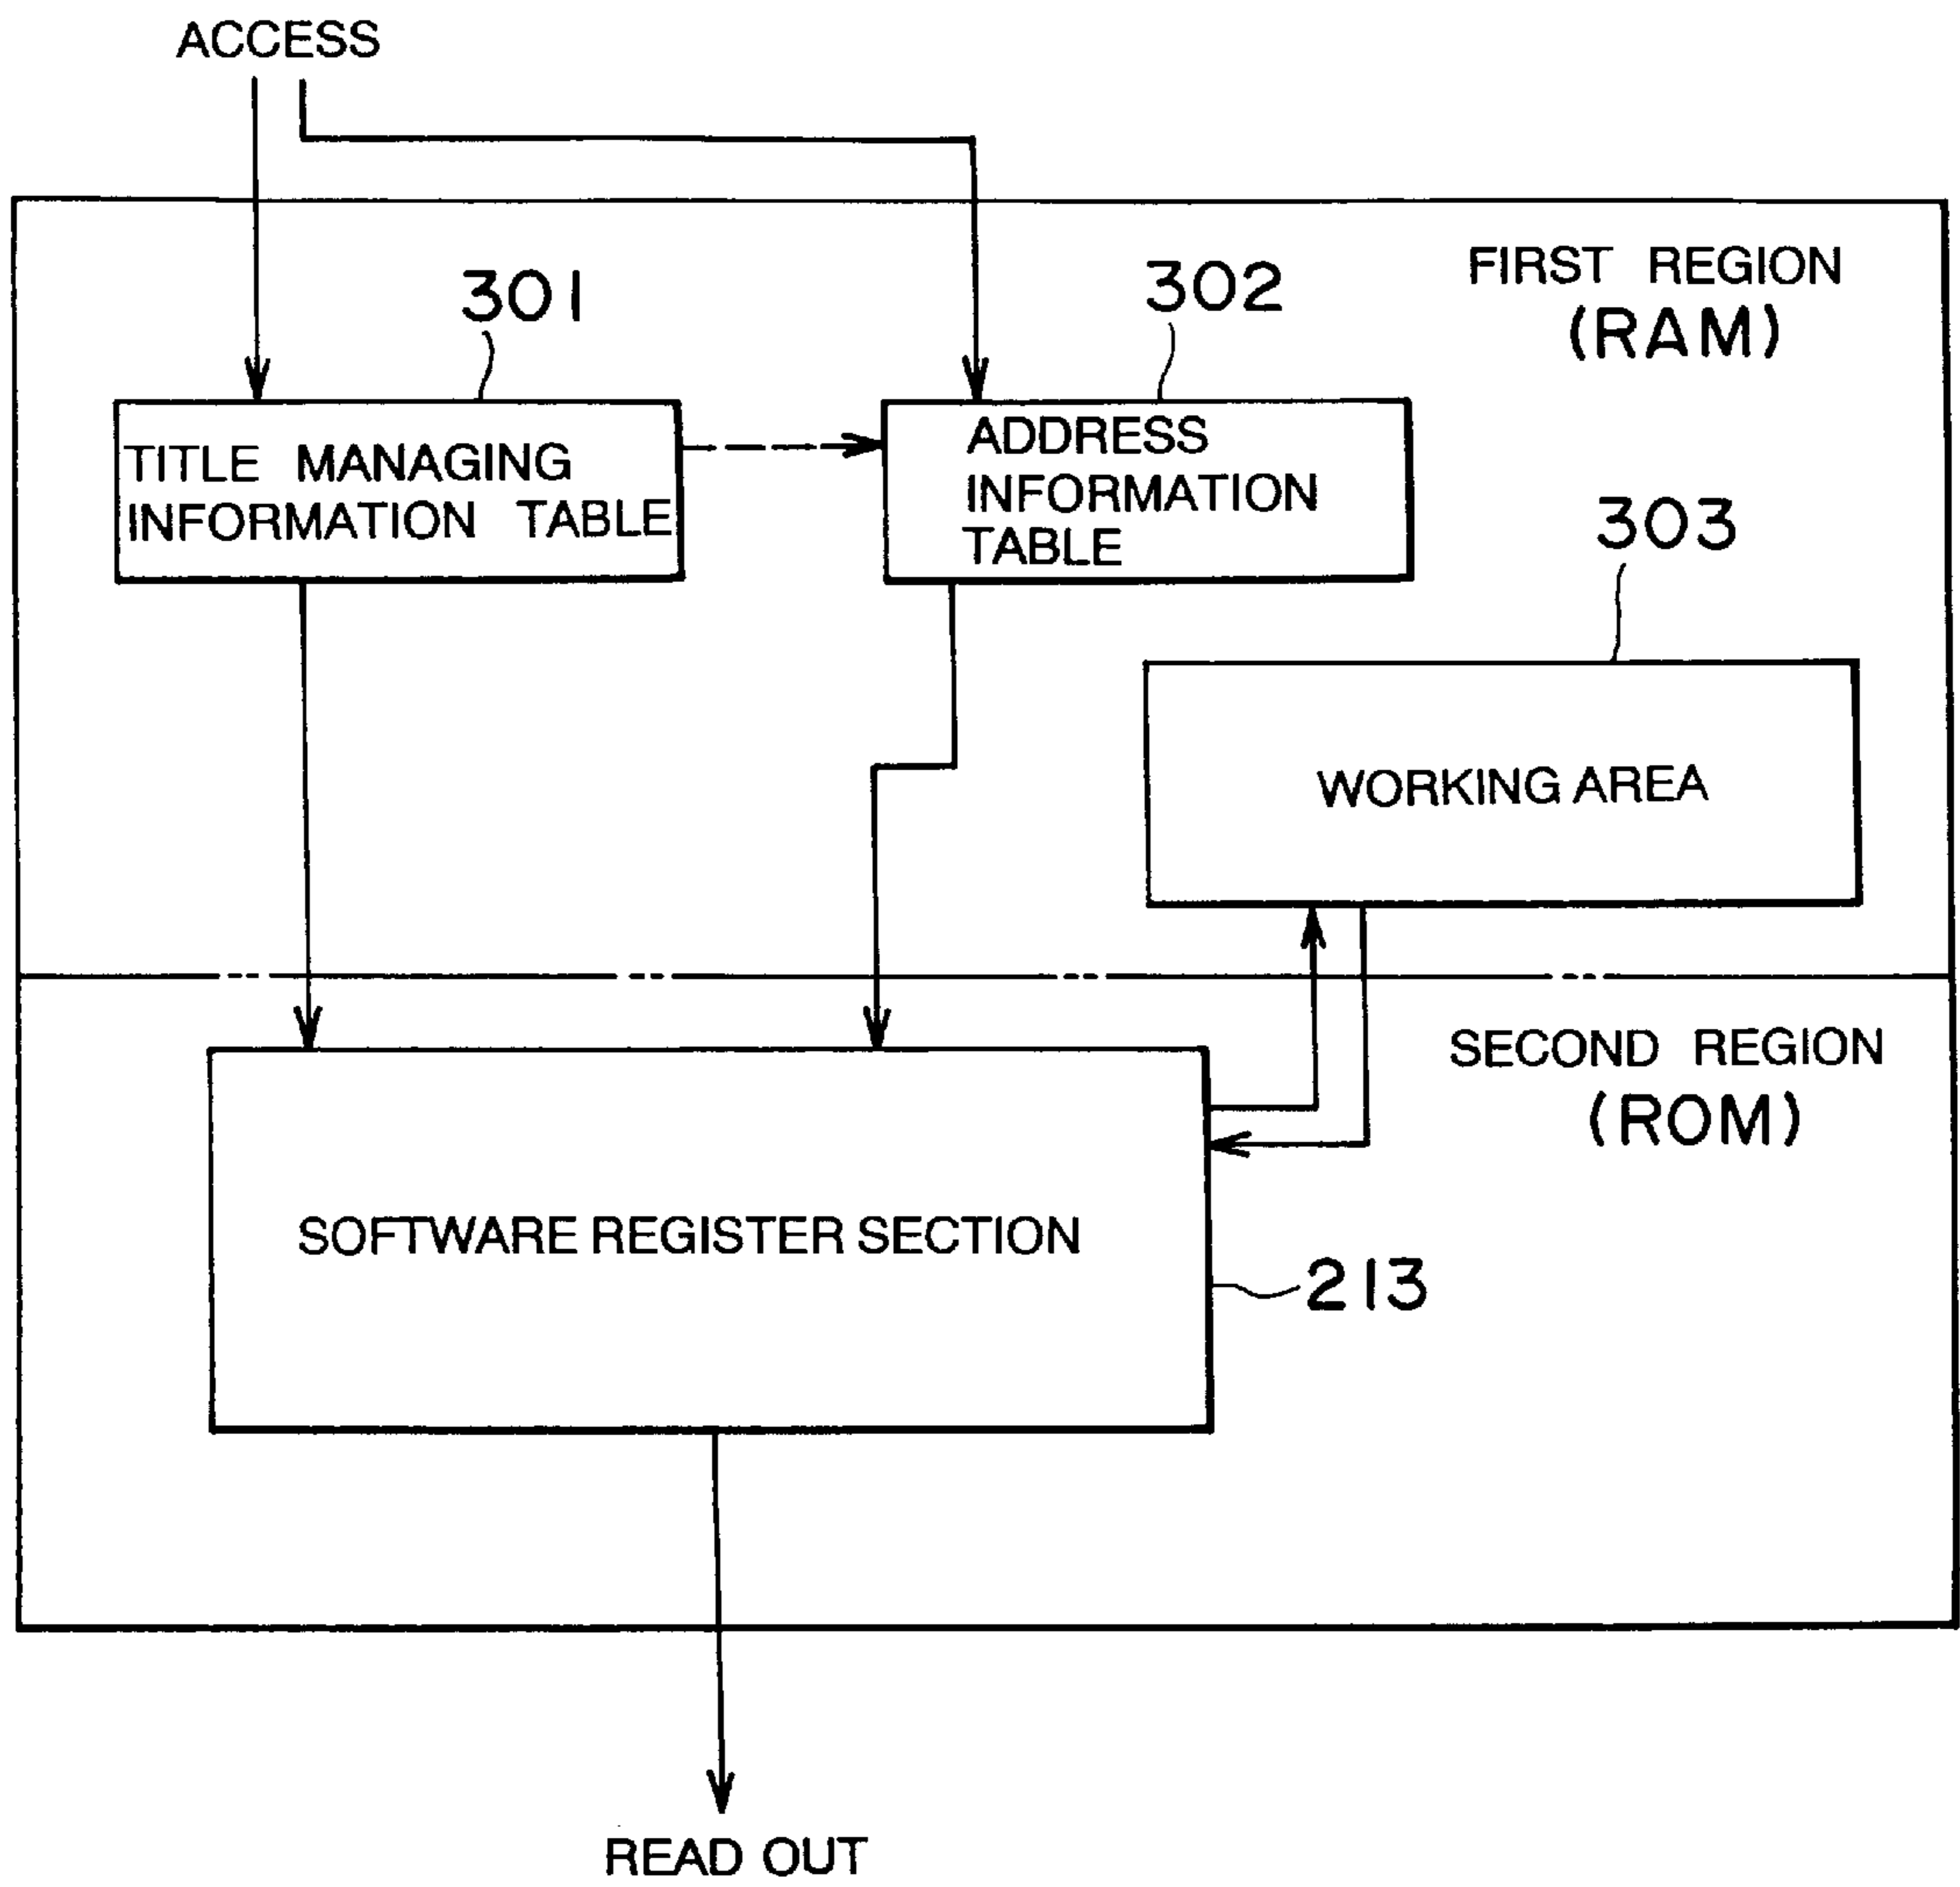 ACCESS
FIRST REGION
(RAM)
301
302
TITLE MANAGING
INFORMATION TABLE
ADDRESS
INFORMATION
TABLE
303
WORKING AREA
SECOND REGION
(ROM)
SOFTWARE REGISTER SECTION
213
READ OUT